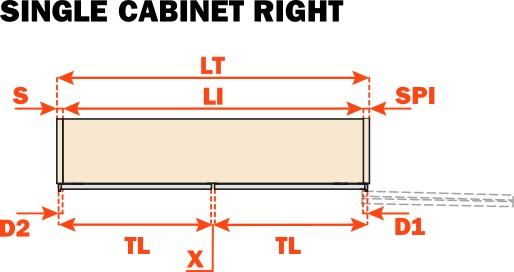 SINGLE CABINET RIGHT
LT
S LI SPI
D2 TL X TL D1